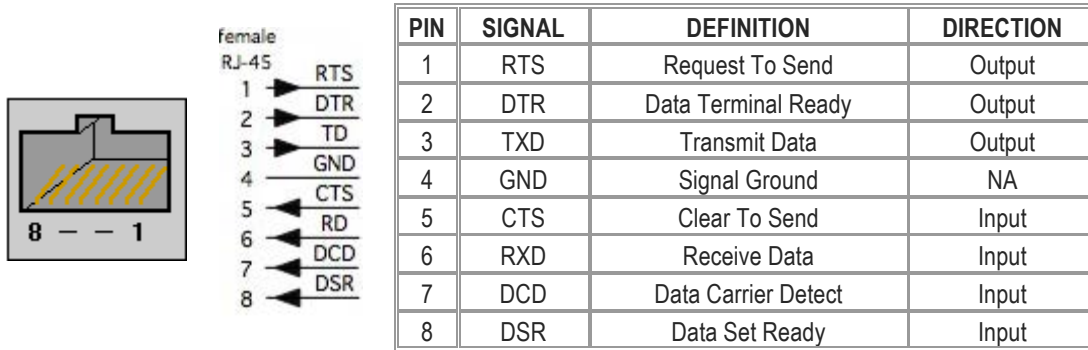 8 – – 1
female
RJ-45
1 RTS
2 DTR
3 TD
4 GND
5 CTS
6 RD
7 DCD
8 DSR
PIN SIGNAL DEFINITION DIRECTION
1 RTS Request To Send Output
2 DTR Data Terminal Ready Output
3 TXD Transmit Data Output
4 GND Signal Ground NA
5 CTS Clear To Send Input
6 RXD Receive Data Input
7 DCD Data Carrier Detect Input
8 DSR Data Set Ready Input